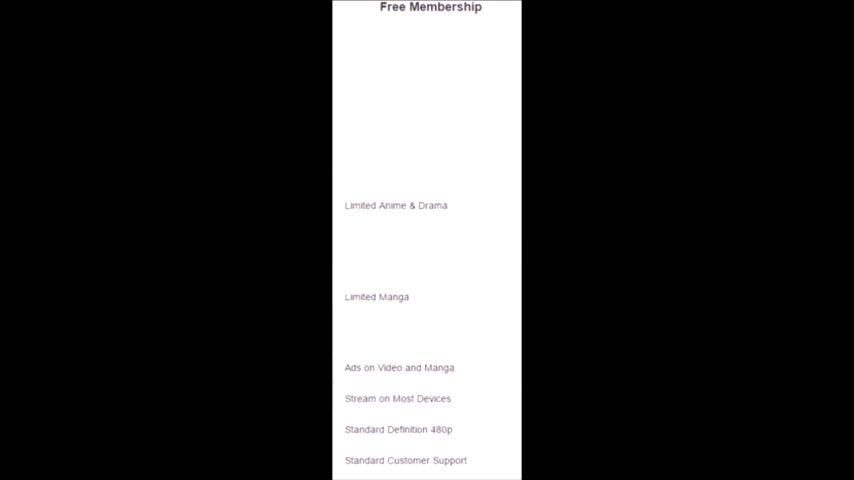 Free Membership
Limited Anime & Drama
Limited Manga
Ads on Video and Manga
Stream on Most Devices
Standard Definition 480p
Standard Customer Support